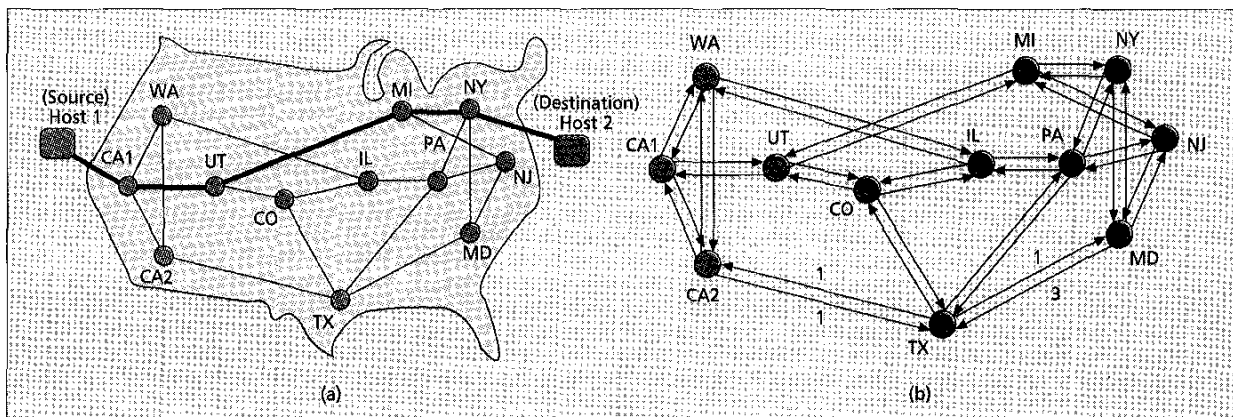 (Source)
Host 1
WA
CA1
UT
CO
CA2
IL
MI
NY
PA
NJ
MD
TX
(Destination)
Host 2
(a)
WA
CA1
UT
CO
CA2
IL
MI
NY
PA
NJ
MD
TX
1
1
1
3
(b)